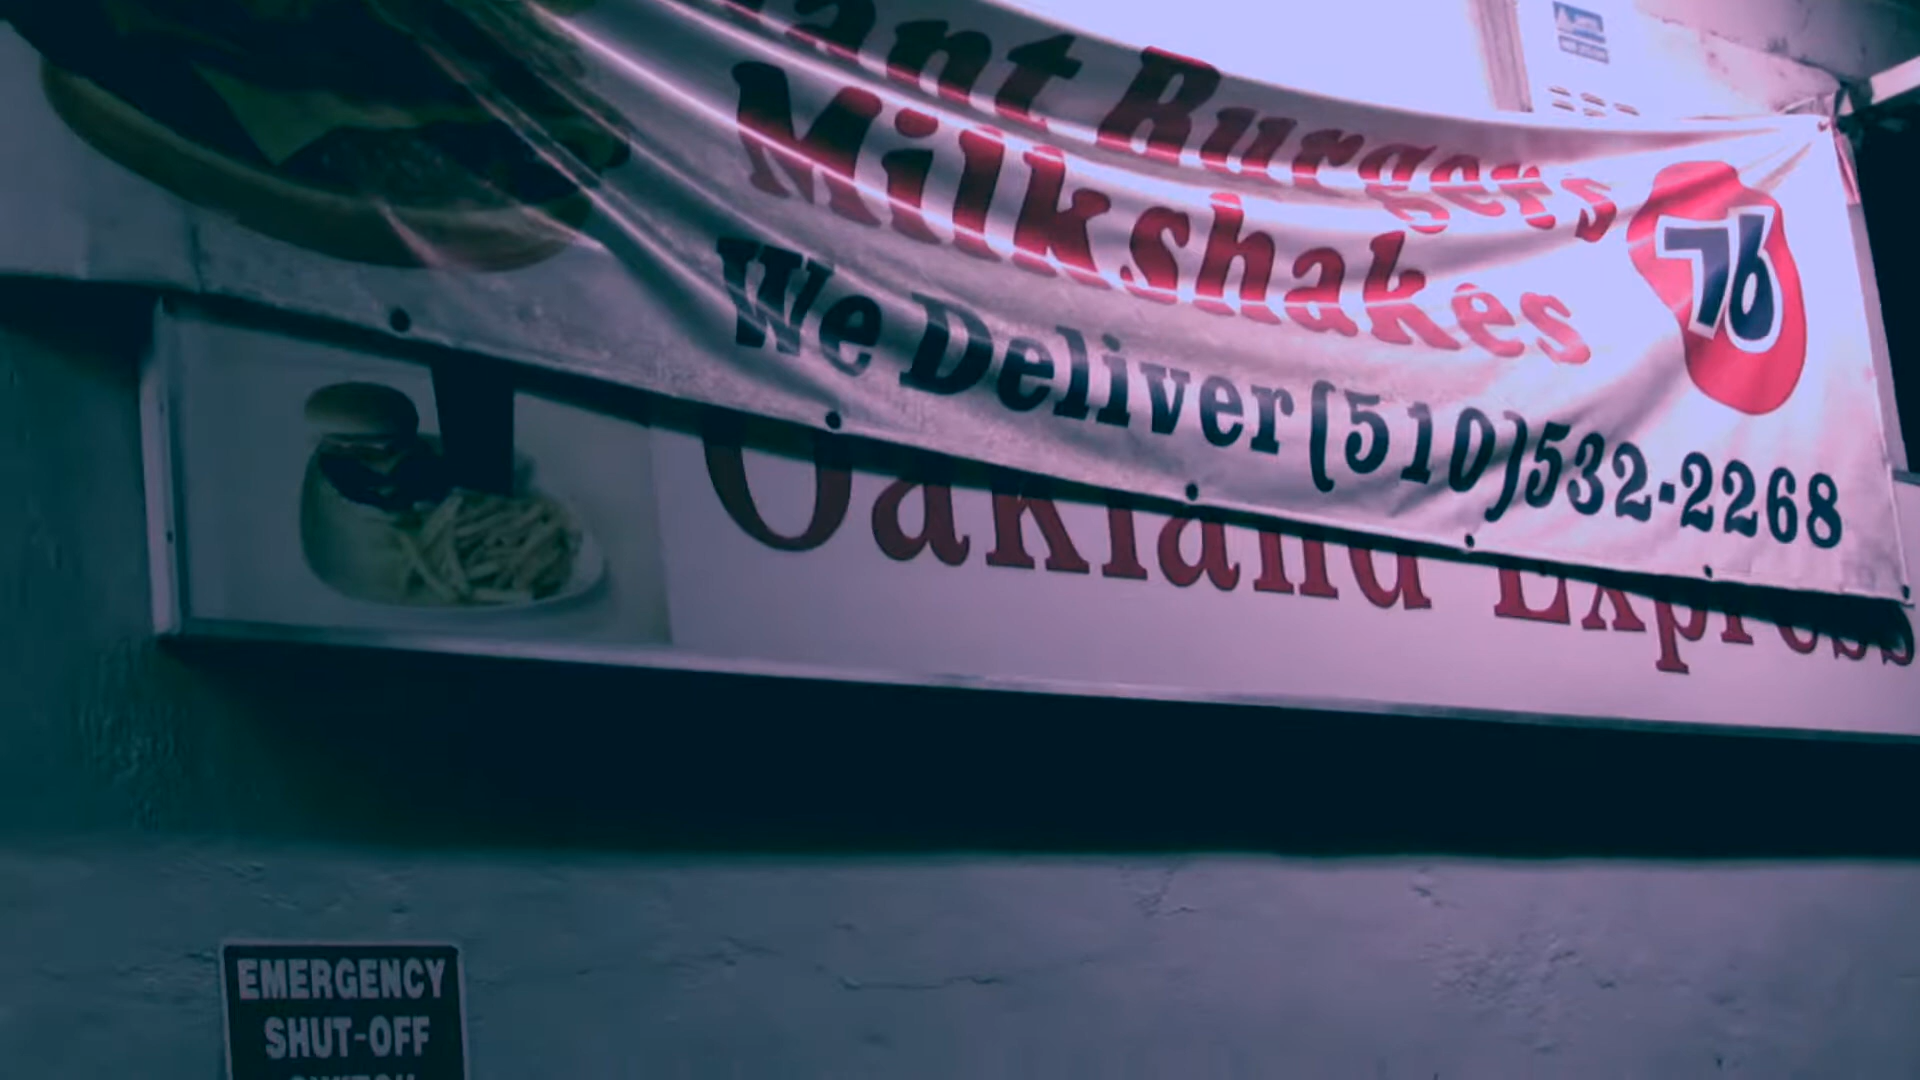 Burgers
Milkshakes
76
We Deliver (510)532-2268
Oakland Express
EMERGENCY
SHUT-OFF